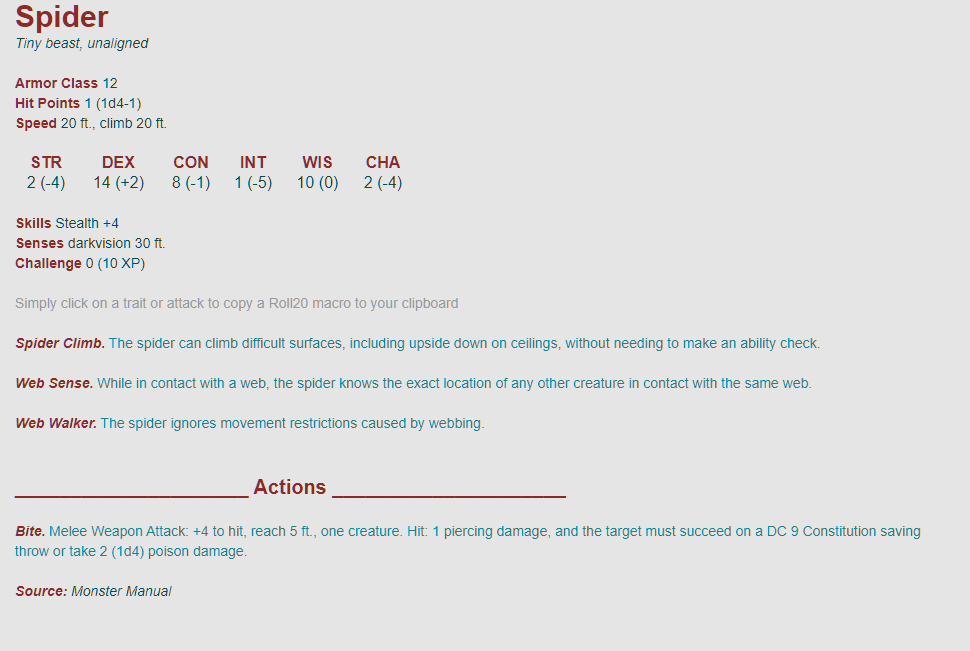 Spider
Tiny beast, unaligned
Armor Class 12
Hit Points 1 (1d4-1)
Speed 20 ft., climb 20 ft.
STR DEX CON INT WIS CHA
2 (-4) 14 (+2) 8 (-1) 1 (-5) 10 (0) 2 (-4)
Skills Stealth +4
Senses darkvision 30 ft.
Challenge 0 (10 XP)
Simply click on a trait or attack to copy a Roll20 macro to your clipboard
Spider Climb. The spider can climb difficult surfaces, including upside down on ceilings, without needing to make an ability check.
Web Sense. While in contact with a web, the spider knows the exact location of any other creature in contact with the same web.
Web Walker. The spider ignores movement restrictions caused by webbing.
_____________________ Actions _____________________
Bite. Melee Weapon Attack: +4 to hit, reach 5 ft., one creature. Hit: 1 piercing damage, and the target must succeed on a DC 9 Constitution saving
throw or take 2 (1d4) poison damage.
Source: Monster Manual